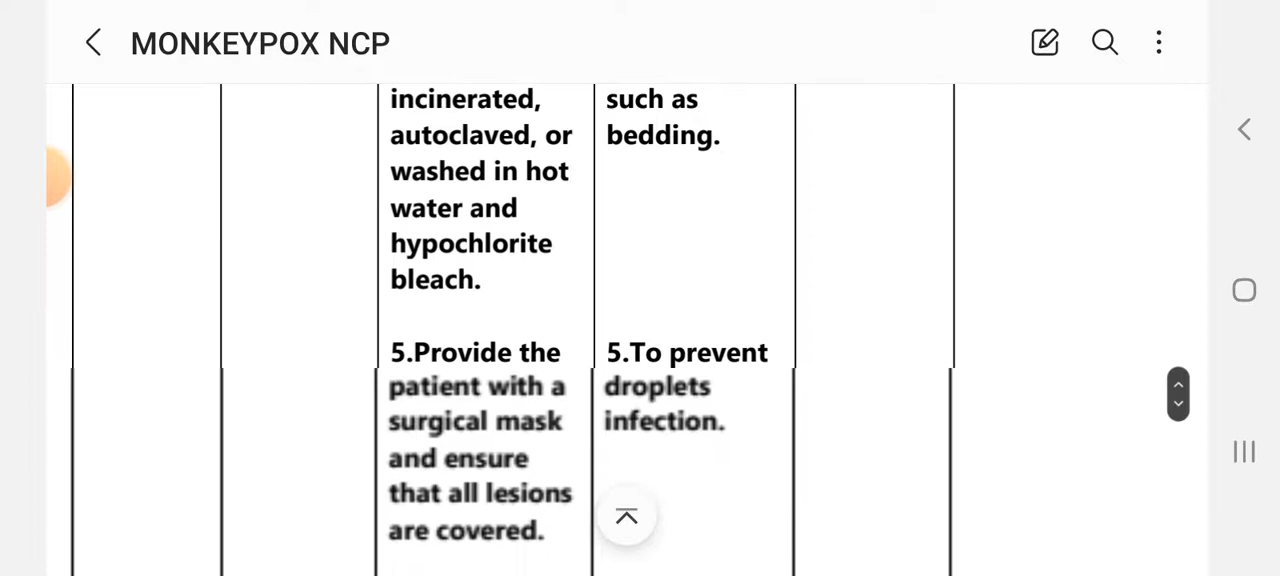 MONKEYPOX NCP
incinerated,
autoclaved, or
washed in hot
water and
hypochlorite
bleach.
5.Provide the
patient with a
surgical mask
and ensure
that all lesions
are covered.
such as
bedding.
5.To prevent
droplets
infection.